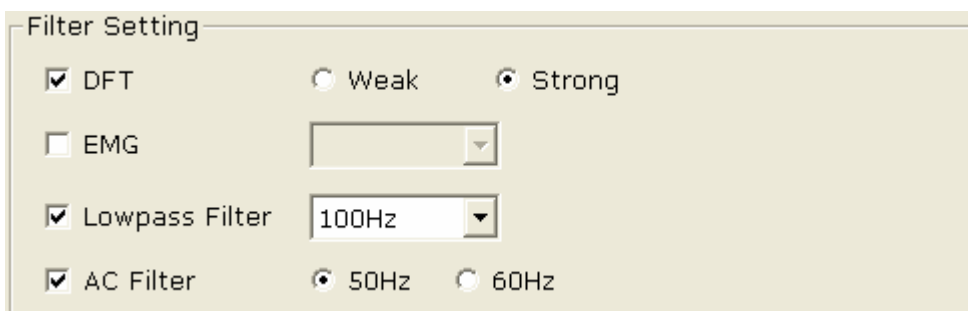 Filter Setting
DFT Weak Strong
EMG
Lowpass Filter 100Hz
AC Filter 50Hz 60Hz